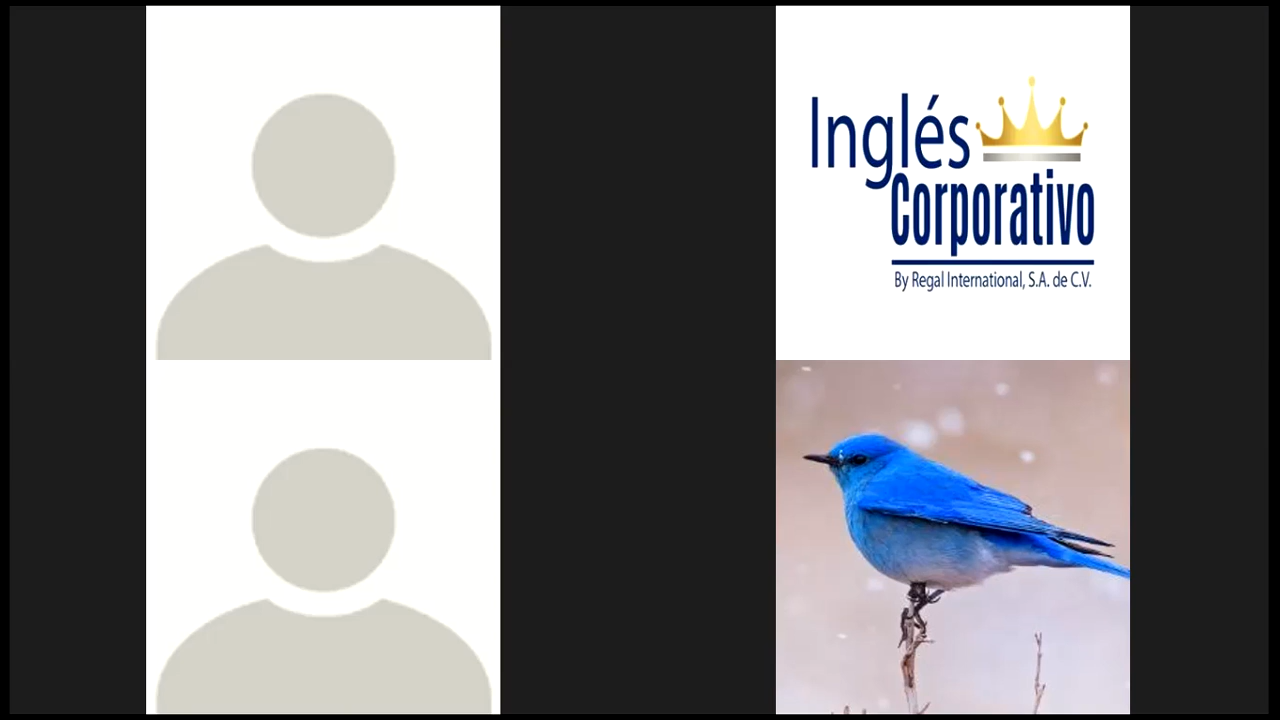 Inglés
Corporativo
By Regal International, S.A. de C.V.